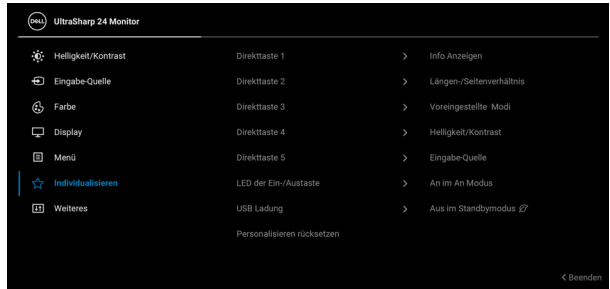 DELL UltraSharp 24 Monitor
Helligkeit/Kontrast Direkttaste 1 Info Anzeigen
Eingabe-Quelle Direkttaste 2 Längen-/Seitenverhältnis
Farbe Direkttaste 3 Voreingestellte Modi
Display Direkttaste 4 Helligkeit/Kontrast
Menü Direkttaste 5 Eingabe-Quelle
Individualisieren LED der Ein-/Austaste An im An Modus
Weiteres USB Ladung Aus im Standbymodus
Personalisieren rücksetzen
Beenden